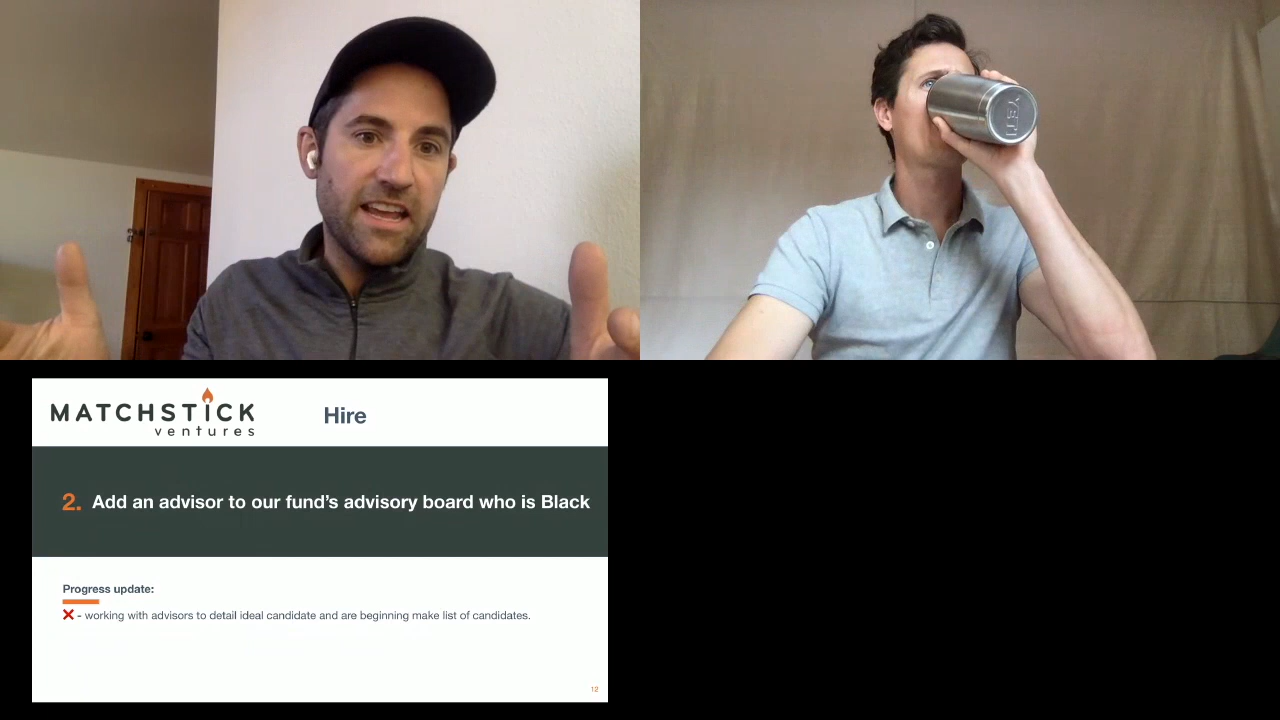 YETI
MATCHSTICK
ventures
Hire
2. Add an advisor to our fund's advisory board who is Black
Progress update:
❌ - working with advisors to detail ideal candidate and are beginning make list of candidates.
12